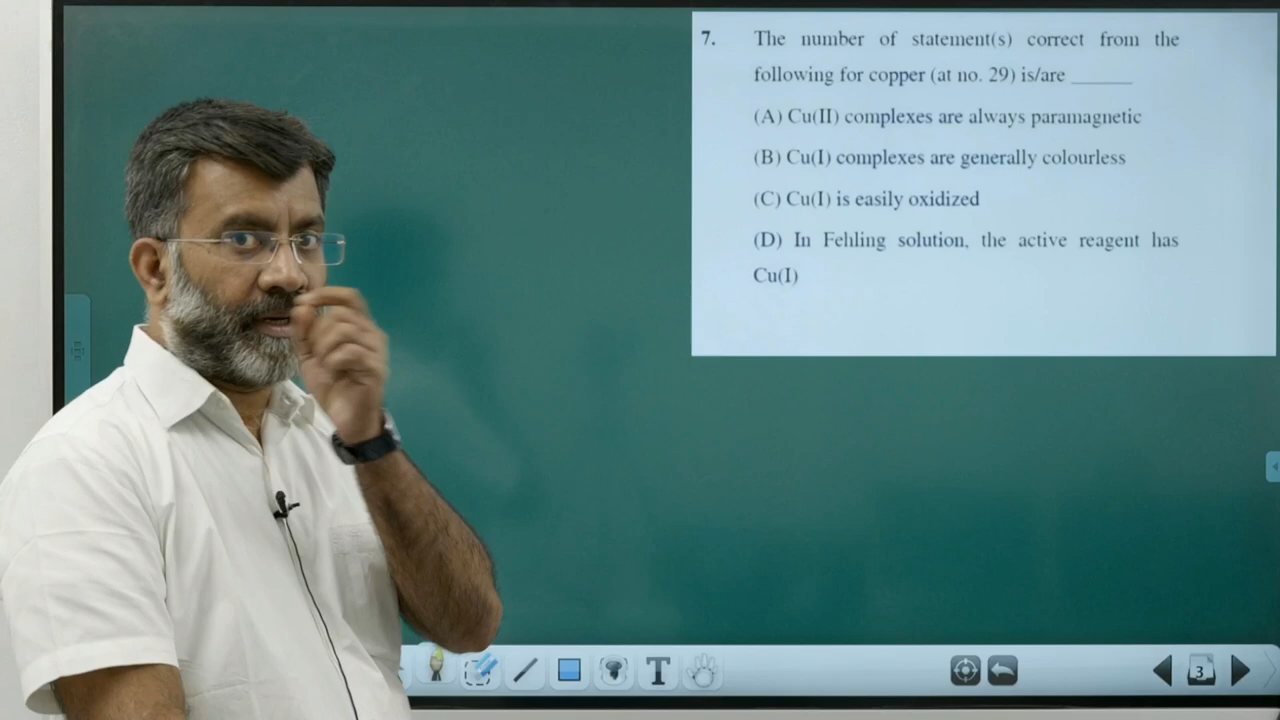 7. The number of statement(s) correct from the
following for copper (at no. 29) is/are ______
(A) Cu(II) complexes are always paramagnetic
(B) Cu(I) complexes are generally colourless
(C) Cu(I) is easily oxidized
(D) In Fehling solution, the active reagent has
Cu(I)
T
3